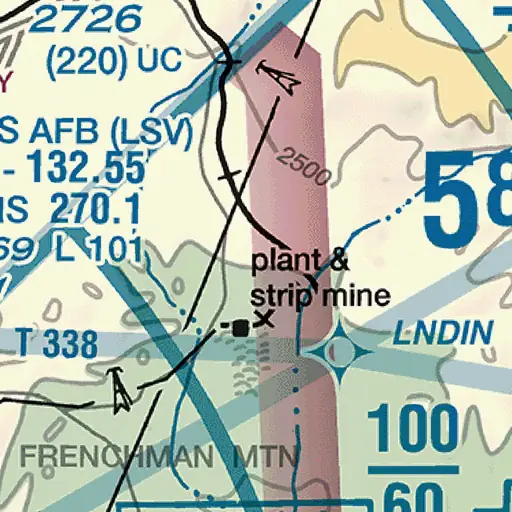 2726
(220) UC
Y
S AFB (LSV)
- 132.55
IS 270.1
69 L 101
2500
58
plant &
strip mine
T 338
LNDIN
100
60
FRENCHMAN MTN